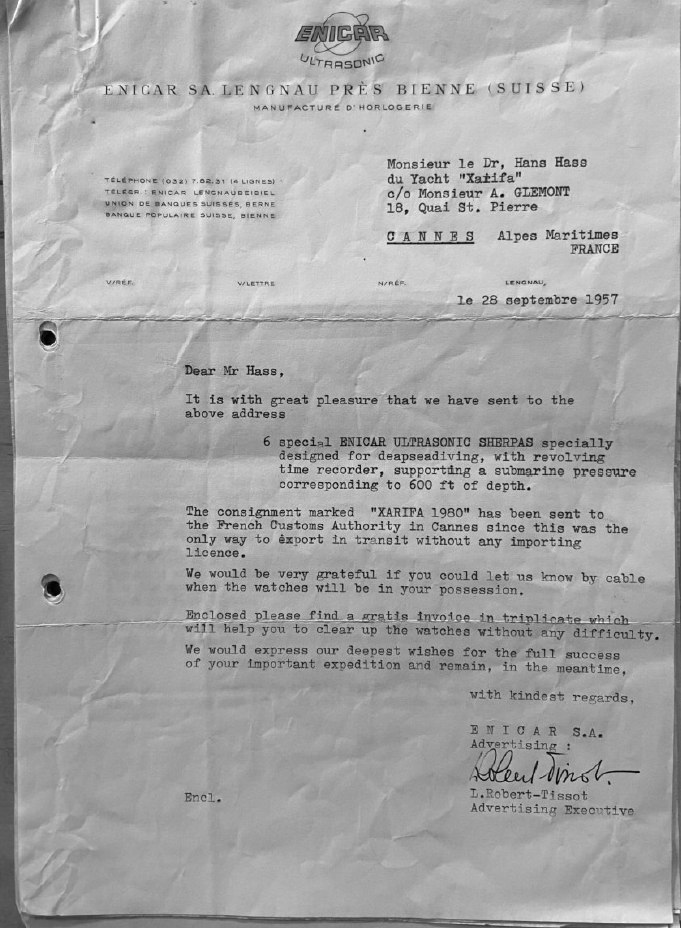 ENICAR
ULTRASONIC
ENICAR SA. LENGNAU PRÈS BIENNE (SUISSE)
MANUFACTURE D'HORLOGERIE
TÉLÉPHONE (032) 7.82.31 (4 LIGNES)
TÉLÉGR.: ENICAR LENGNAUBEIBIEL
UNION DE BANQUES SUISSES, BERNE
BANQUE POPULAIRE SUISSE, BIENNE
Monsieur le Dr, Hans Hass
du Yacht "Xarifa"
c/o Monsieur A. GLEMONT
18, Quai St. Pierre
CANNES Alpes Maritimes
FRANCE
V/RÉF. V/LETTRE N/RÉF. LENGNAU,
le 28 septembre 1957
Dear Mr Hass,
It is with great pleasure that we have sent to the
above address
6 special ENICAR ULTRASONIC SHERPAS specially
designed for deapseadiving, with revolving
time recorder, supporting a submarine pressure
corresponding to 600 ft of depth.
The consignment marked "XARIFA 1980" has been sent to
the French Customs Authority in Cannes since this was the
only way to export in transit without any importing
licence.
We would be very grateful if you could let us know by cable
when the watches will be in your possession.
Enclosed please find a gratis invoice in triplicate which
will help you to clear up the watches without any difficulty.
We would express our deepest wishes for the full success
of your important expedition and remain, in the meantime,
with kindest regards,
ENICAR S.A.
Advertising :
Robert Tissot
L.Robert-Tissot
Encl.
Advertising Executive